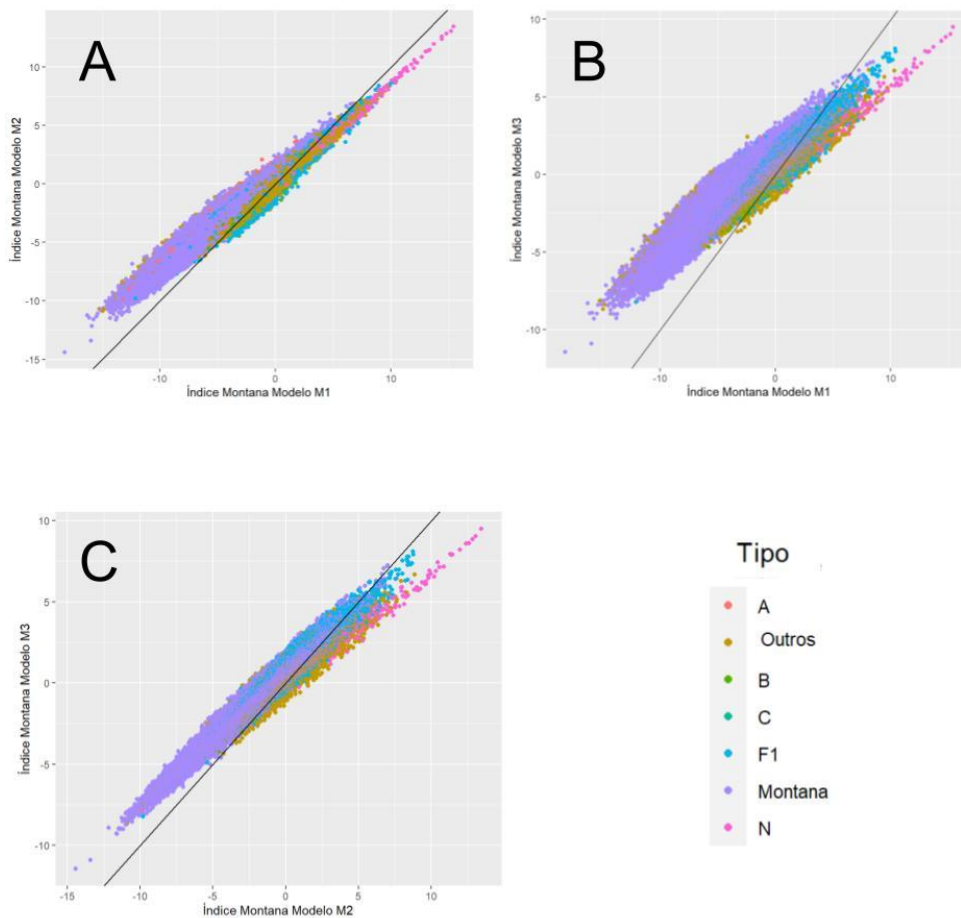 A
10
5
0
-5
-10
-15
Índice Montana Modelo M2
-10
0
10
Índice Montana Modelo M1
B
10
5
0
-5
-10
Índice Montana Modelo M3
-10
0
10
Índice Montana Modelo M1
C
10
5
0
-5
-10
Índice Montana Modelo M3
-15
-10
-5
0
5
10
Índice Montana Modelo M2
Tipo
A
Outros
B
C
F1
Montana
N